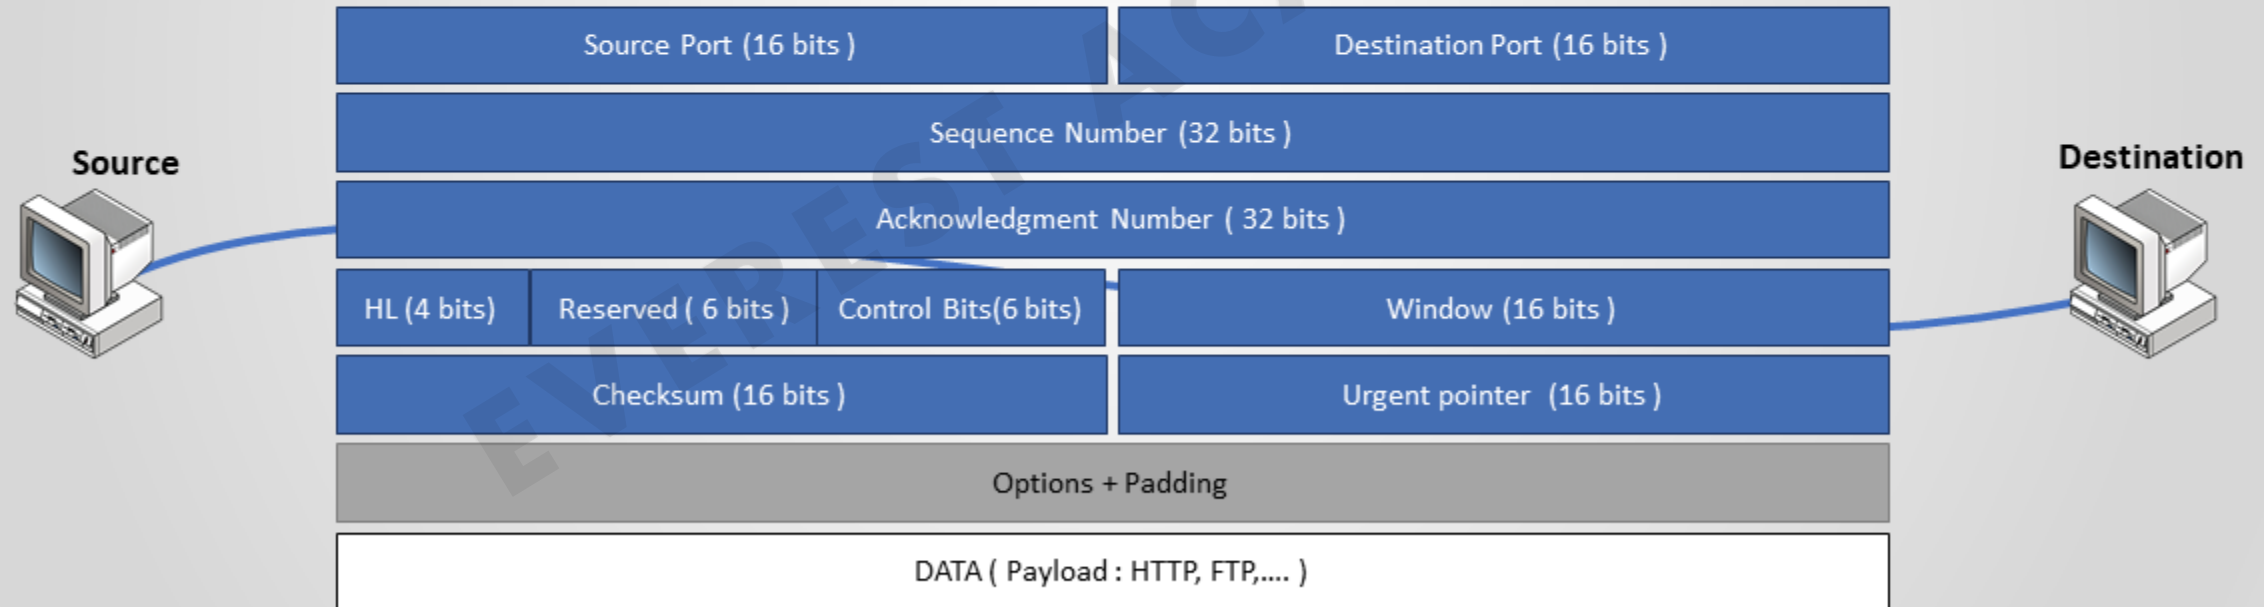 Source Port (16 bits )
Destination Port (16 bits )
Sequence Number (32 bits )
Source
Destination
Acknowledgment Number ( 32 bits )
HL (4 bits)
Reserved ( 6 bits )
Control Bits(6 bits)
Window (16 bits )
Checksum (16 bits )
Urgent pointer (16 bits )
Options + Padding
DATA ( Payload : HTTP, FTP,.... )
EVEREST AC